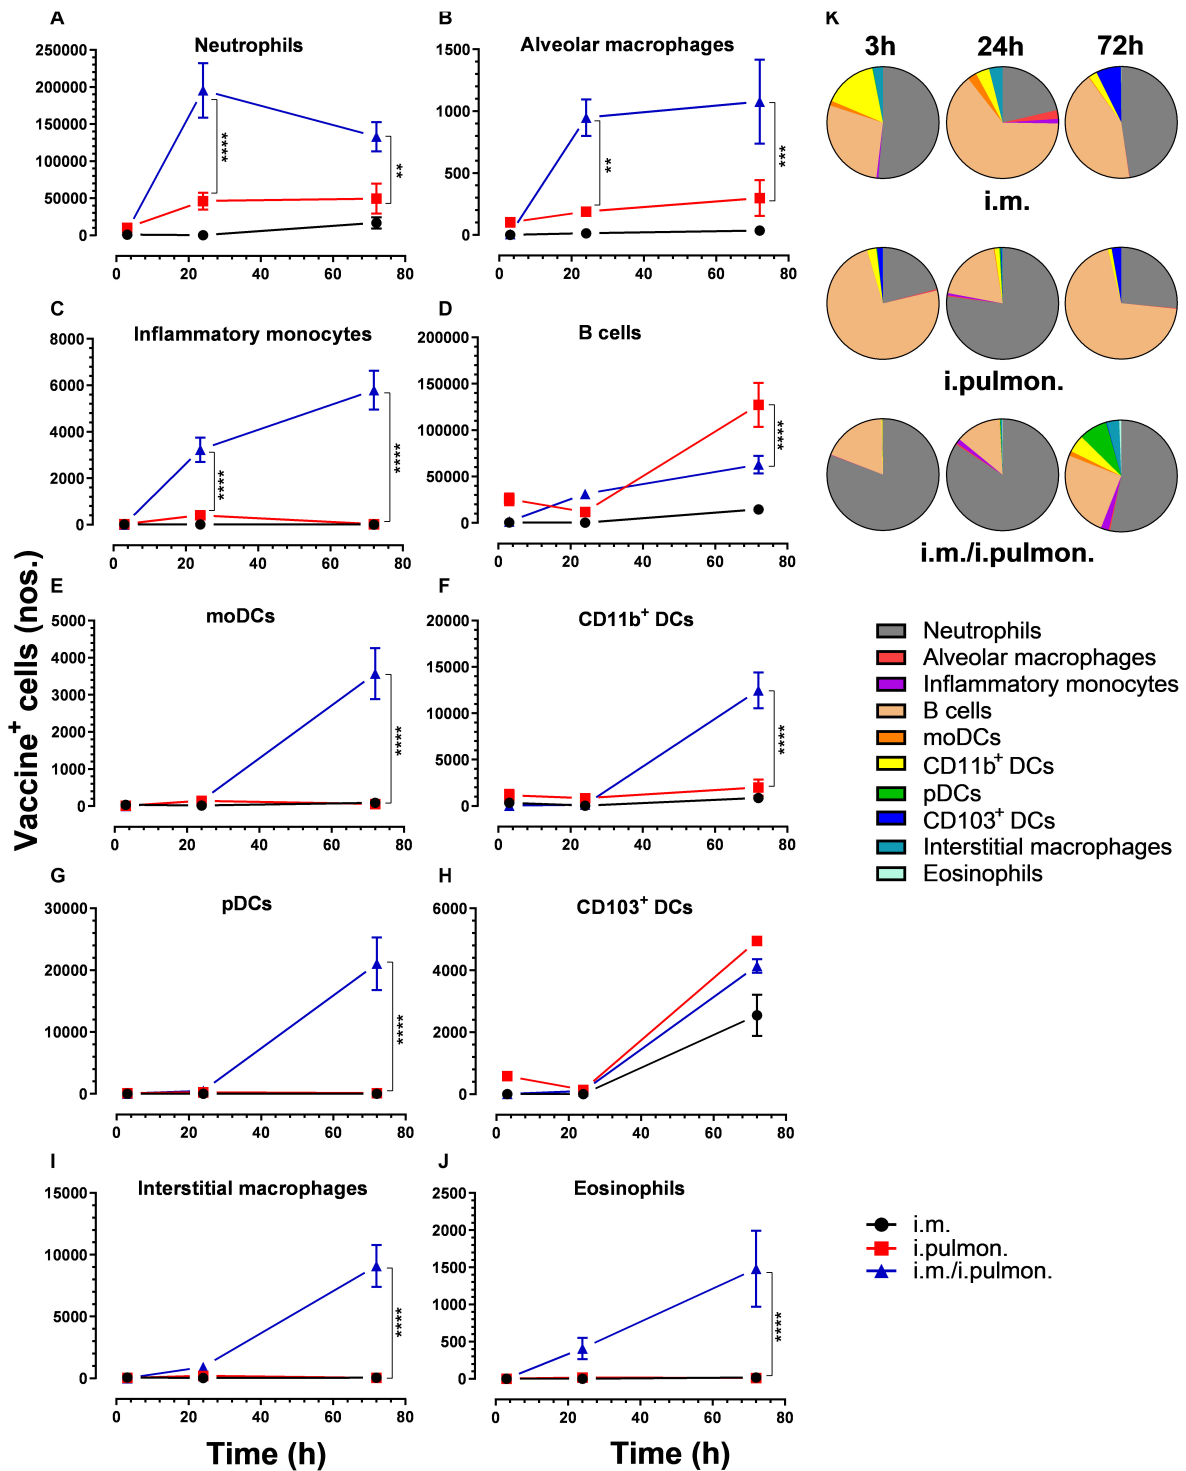 A
Neutrophils
250000
200000
150000
100000
50000
0
****
**
0 20 40 60 80
B
Alveolar macrophages
1500
1000
500
0
**
***
0 20 40 60 80
C
Inflammatory monocytes
8000
6000
4000
2000
0
****
****
0 20 40 60 80
D
B cells
200000
150000
100000
50000
0
****
0 20 40 60 80
E
moDCs
5000
4000
3000
2000
1000
0
****
0 20 40 60 80
F
CD11b+ DCs
20000
15000
10000
5000
0
****
0 20 40 60 80
G
pDCs
30000
20000
10000
0
****
0 20 40 60 80
H
CD103+ DCs
6000
4000
2000
0
0 20 40 60 80
I
Interstitial macrophages
15000
10000
5000
0
****
0 20 40 60 80
J
Eosinophils
2500
2000
1500
1000
500
0
****
0 20 40 60 80
Vaccine+ cells (nos.)
Time (h)
Time (h)
K
3h 24h 72h
i.m.
i.pulmon.
i.m./i.pulmon.
Neutrophils
Alveolar macrophages
Inflammatory monocytes
B cells
moDCs
CD11b+ DCs
pDCs
CD103+ DCs
Interstitial macrophages
Eosinophils
i.m.
i.pulmon.
i.m./i.pulmon.